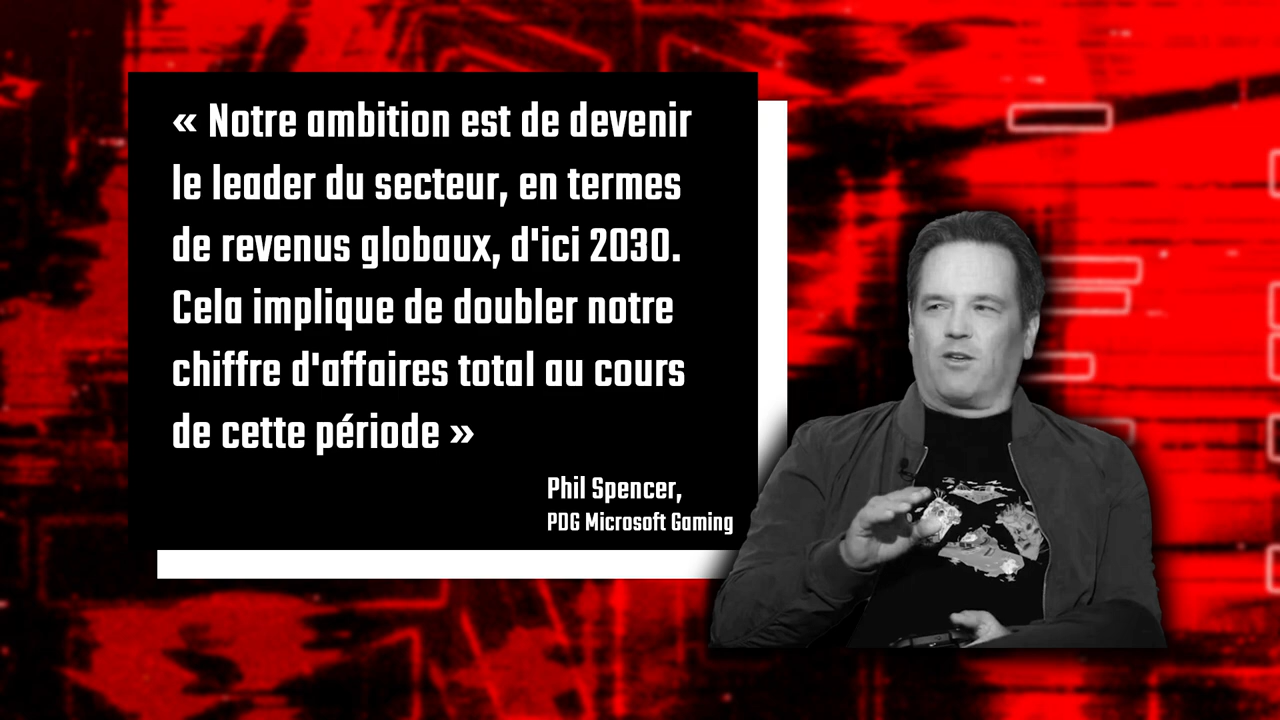 « Notre ambition est de devenir
le leader du secteur, en termes
de revenus globaux, d'ici 2030.
Cela implique de doubler notre
chiffre d'affaires total au cours
de cette période »
Phil Spencer,
PDG Microsoft Gaming